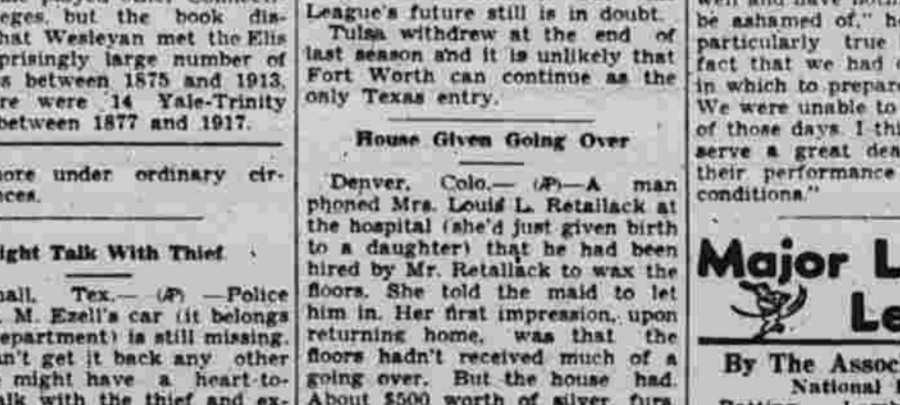 eges, but the book dis-
hat Wesleyan met the Elis
prisingly large number of
s between 1875 and 1913.
re were 14 Yale-Trinity
between 1877 and 1917.
ore under ordinary cir-
nces.
ight Talk With Thief
all, Tex.— (AP) —Police
M. Ezell's car (it belongs
epartment) is still missing.
n't get it back any other
might have a heart-to-
alk with the thief and ex-
League's future still is in doubt.
Tulsa withdrew at the end of
last season and it is unlikely that
Fort Worth can continue as the
only Texas entry.
House Given Going Over
Denver, Colo.— (AP)—A man
phoned Mrs. Louis L. Retallack at
the hospital (she'd just given birth
to a daughter) that he had been
hired by Mr. Retallack to wax the
floors. She told the maid to let
him in. Her first impression, upon
returning home, was that the
floors hadn't received much of a
going over. But the house had.
About $500 worth of silver, furs,
be ashamed of," h
particularly true
fact that we had
in which to prepar
We were unable to
of those days. I thi
serve a great dea
their performance
conditions."
Major L
Le
By The Assoc
National